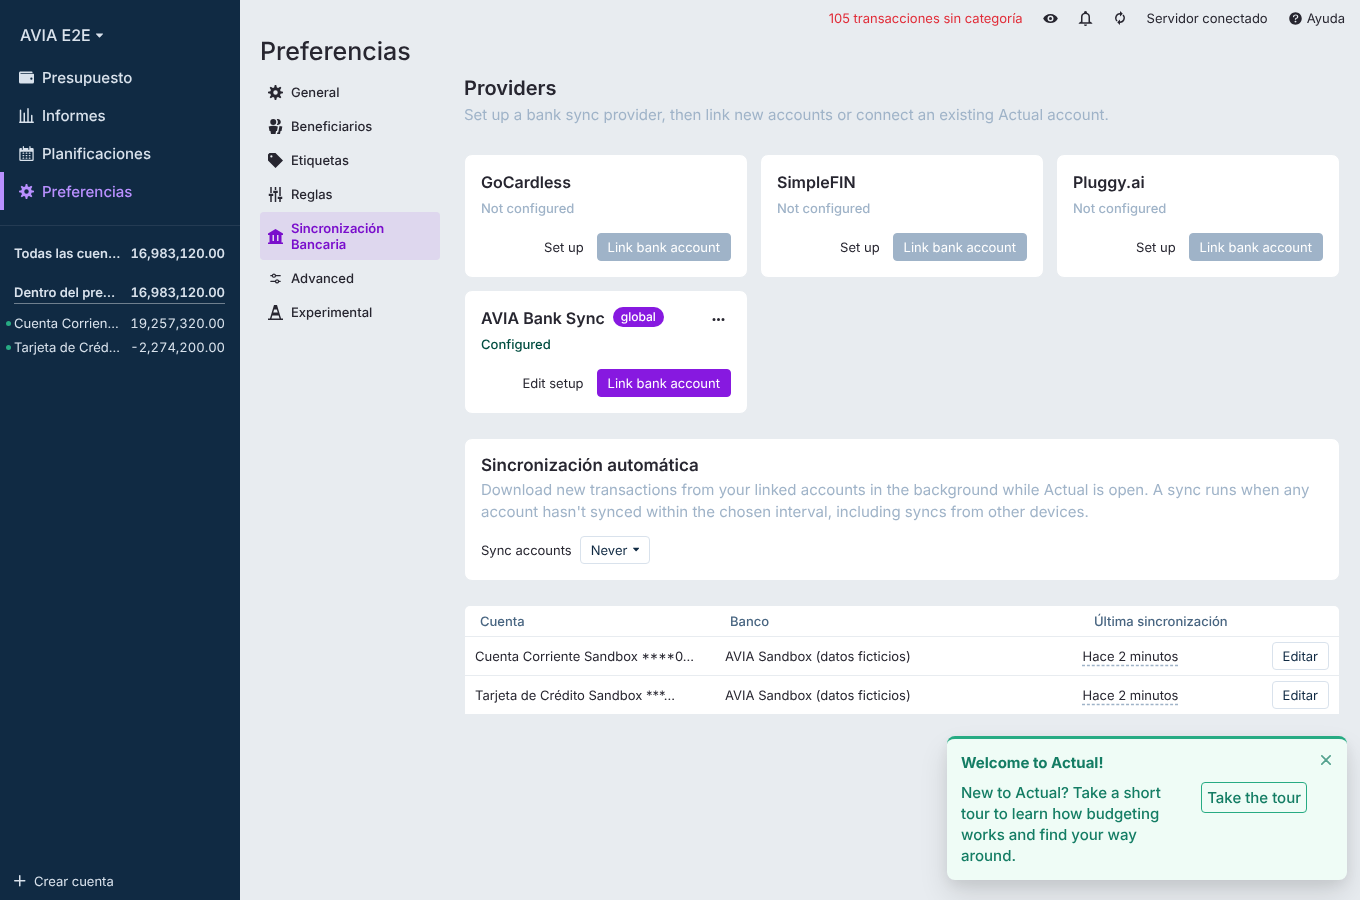 AVIA E2E
Presupuesto
Informes
Planificaciones
Preferencias
Todas las cuen... 16,983,120.00
Dentro del pre... 16,983,120.00
Cuenta Corrien... 19,257,320.00
Tarjeta de Créd... -2,274,200.00
Crear cuenta
105 transacciones sin categoría
Servidor conectado
Ayuda
Preferencias
General
Beneficiarios
Etiquetas
Reglas
Sincronización
Bancaria
Advanced
Experimental
Providers
Set up a bank sync provider, then link new accounts or connect an existing Actual account.
GoCardless
Not configured
Set up Link bank account
SimpleFIN
Not configured
Set up Link bank account
Pluggy.ai
Not configured
Set up Link bank account
AVIA Bank Sync global
Configured
Edit setup Link bank account
Sincronización automática
Download new transactions from your linked accounts in the background while Actual is open. A sync runs when any
account hasn't synced within the chosen interval, including syncs from other devices.
Sync accounts Never
Cuenta Banco Última sincronización
Cuenta Corriente Sandbox ****0... AVIA Sandbox (datos ficticios) Hace 2 minutos Editar
Tarjeta de Crédito Sandbox ***... AVIA Sandbox (datos ficticios) Hace 2 minutos Editar
Welcome to Actual!
New to Actual? Take a short
tour to learn how budgeting
works and find your way
around.
Take the tour